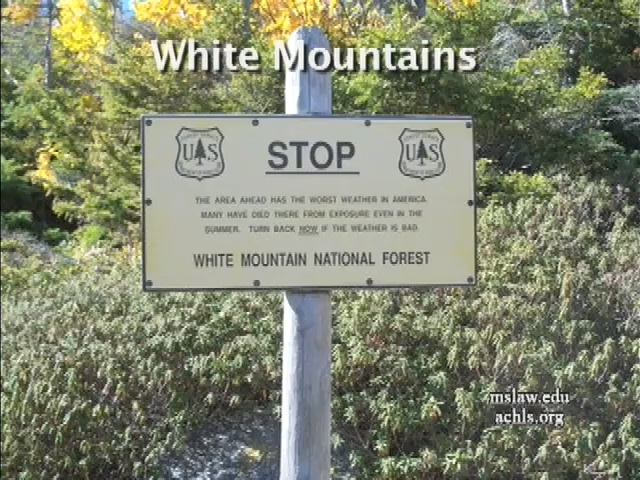 White Mountains
STOP
U S
U S
THE AREA AHEAD HAS THE WORST WEATHER IN AMERICA.
MANY HAVE DIED THERE FROM EXPOSURE EVEN IN THE
SUMMER. TURN BACK NOW IF THE WEATHER IS BAD.
WHITE MOUNTAIN NATIONAL FOREST
mslaw.edu
achls.org